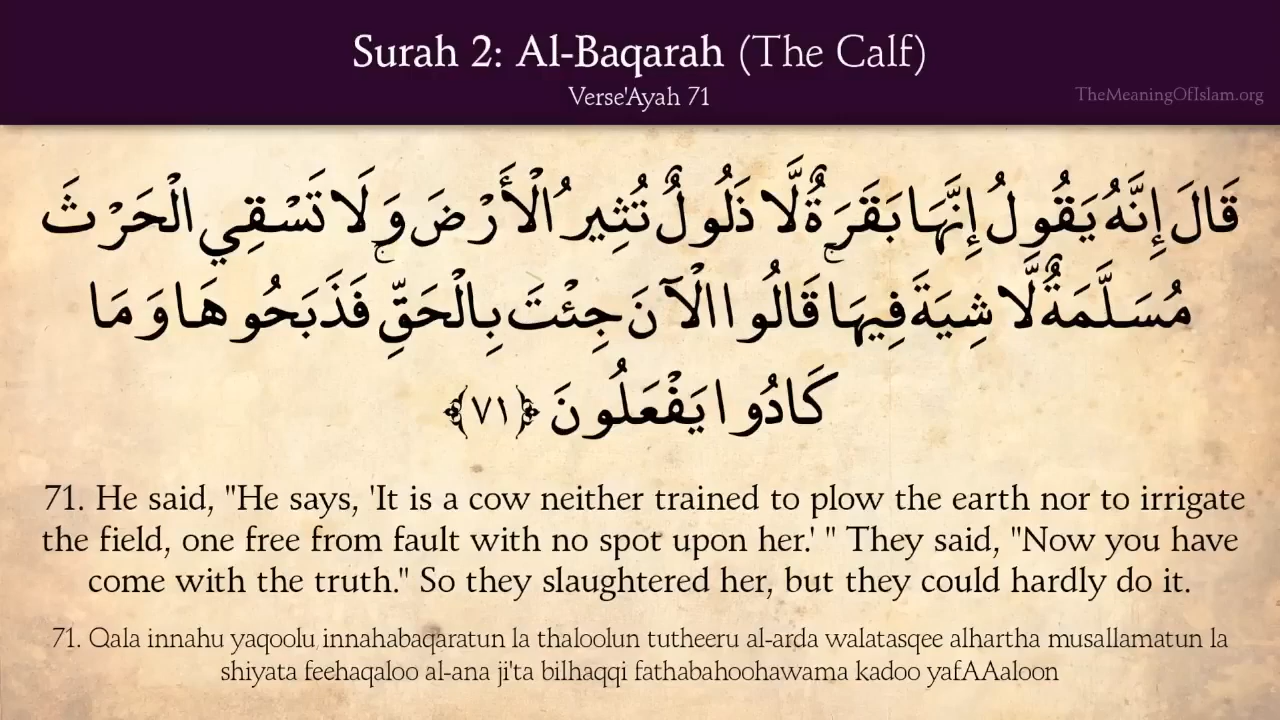 Surah 2: Al-Baqarah (The Calf)
Verse'Ayah 71
TheMeaningOfIslam.org
قَالَ إِنَّهُ يَقُولُ إِنَّهَا بَقَرَةٌ لَّا ذَلُولٌ تُثِيرُ الْأَرْضَ وَلَا تَسْقِي الْحَرْثَ
مُسَلَّمَةٌ لَّا شِيَةَ فِيهَا ۚ قَالُوا الْآنَ جِئْتَ بِالْحَقِّ ۚ فَذَبَحُوهَا وَمَا
كَادُوا يَفْعَلُونَ ﴿٧١﴾
71. He said, "He says, 'It is a cow neither trained to plow the earth nor to irrigate
the field, one free from fault with no spot upon her.' " They said, "Now you have
come with the truth." So they slaughtered her, but they could hardly do it.
71. Qala innahu yaqoolu innahabaqaratun la thaloolun tutheeru al-arda walatasqee alhartha musallamatun la
shiyata feehaqaloo al-ana ji'ta bilhaqqi fathabahoohawama kadoo yafAAaloon